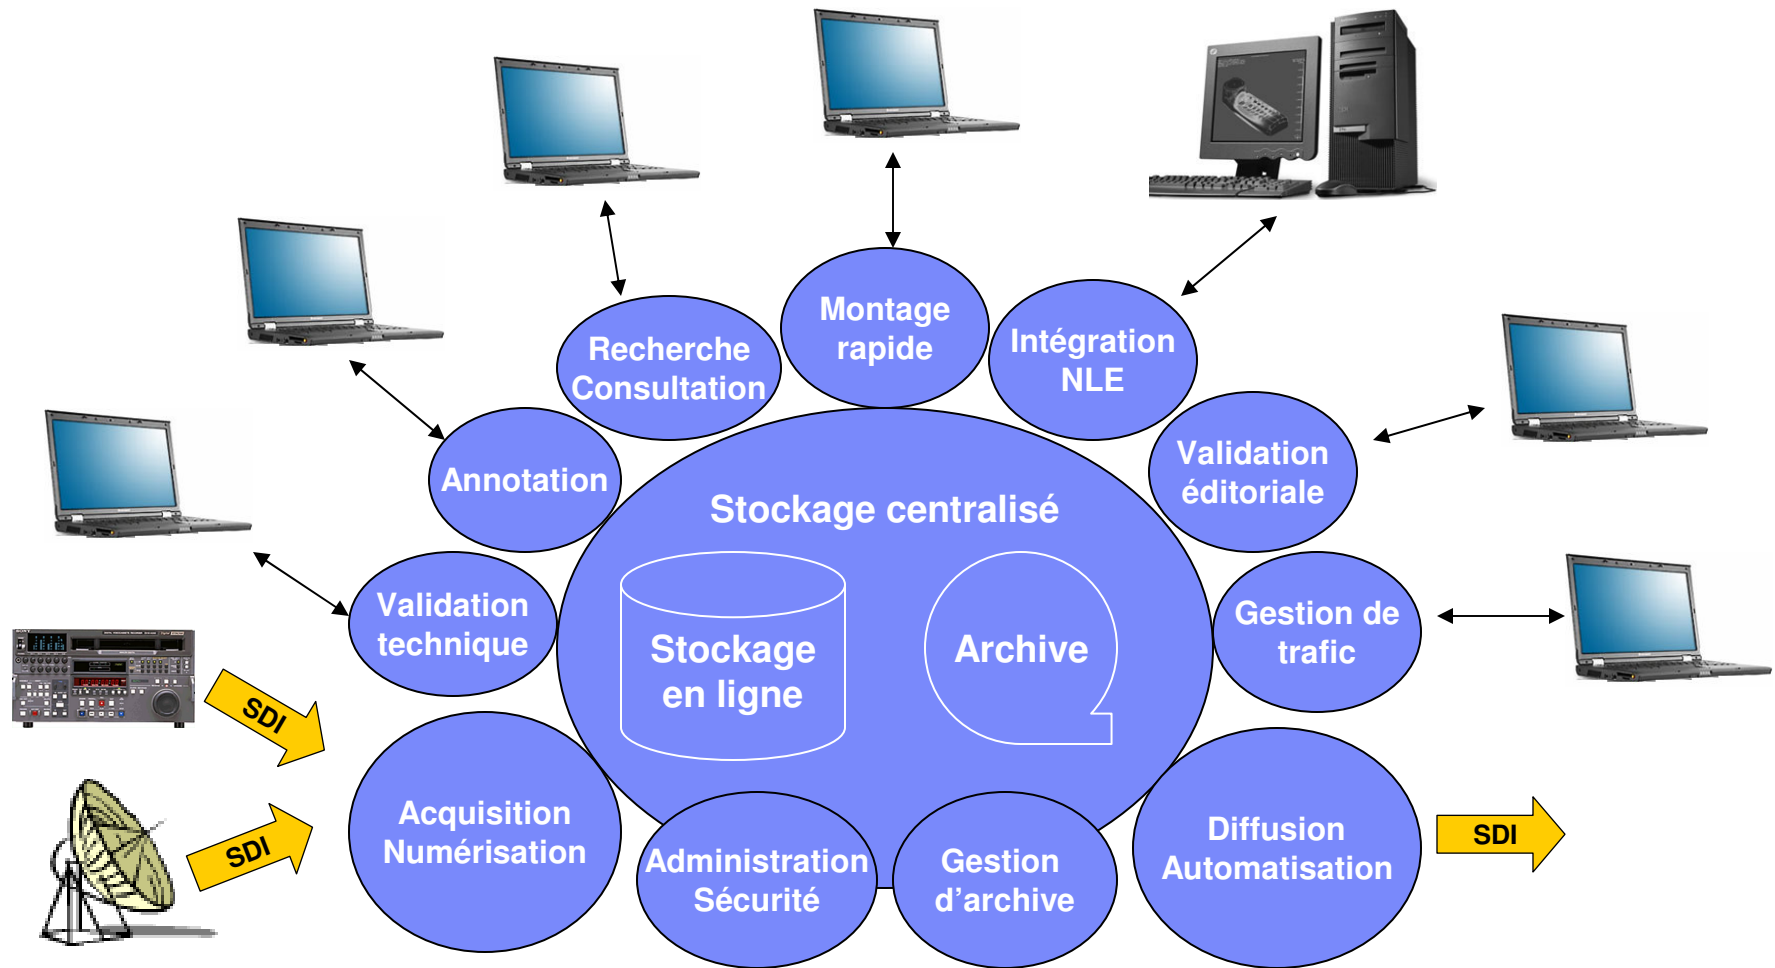 Montage
rapide
Recherche
Consultation
Intégration
NLE
Annotation
Validation
éditoriale
Stockage centralisé
Validation
technique
Stockage
en ligne
Archive
Gestion de
trafic
SDI
SDI
Acquisition
Numérisation
Administration
Sécurité
Gestion
d’archive
Diffusion
Automatisation
SDI
SONY